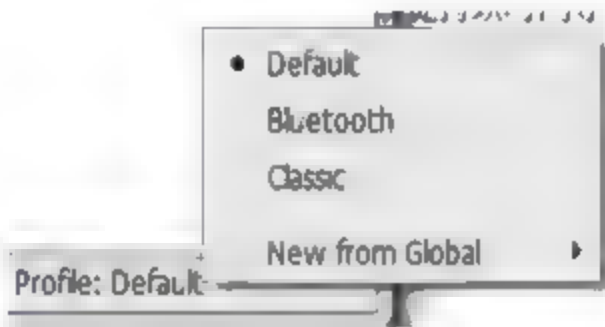 Default
Bluetooth
Classic
New from Global
Profile: Default